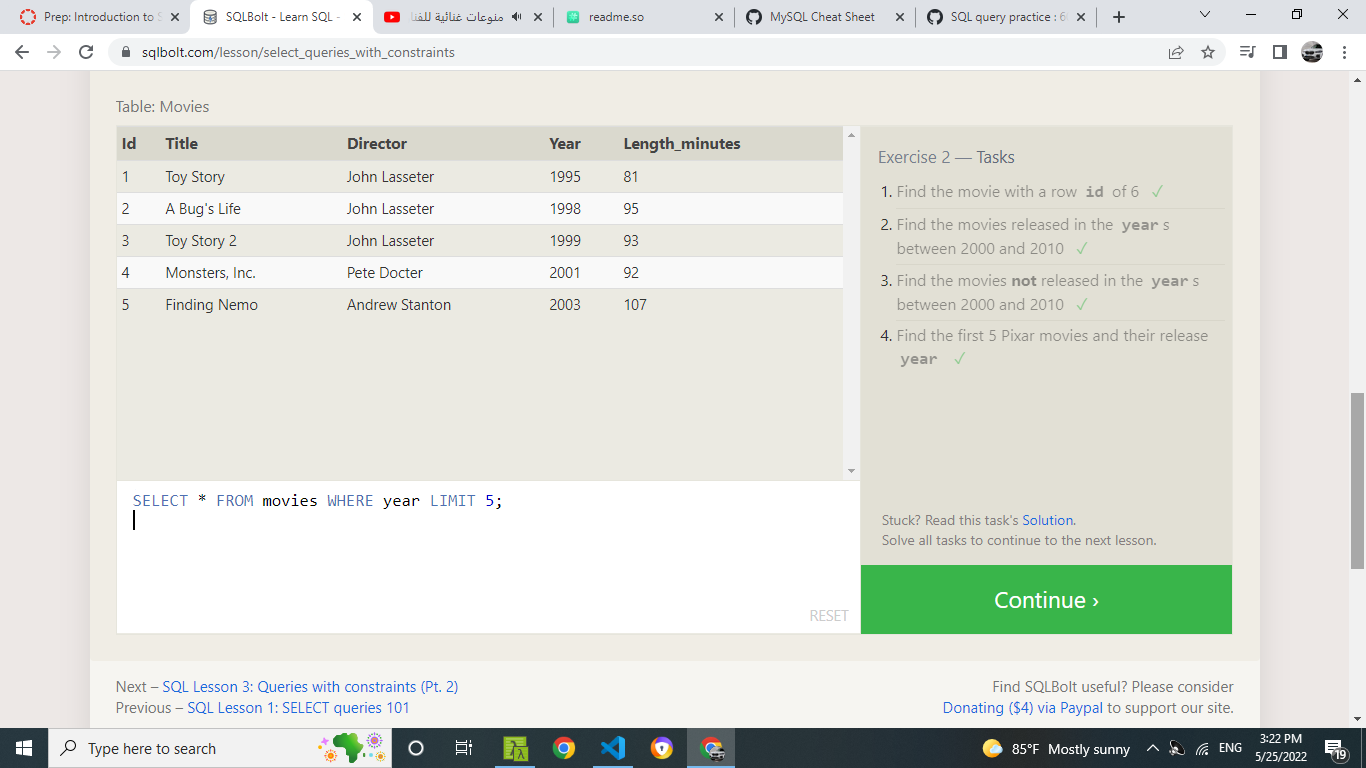 Prep: Introduction to S
SQLBolt - Learn SQL -
منوعات غنائية للفنا
readme.so
MySQL Cheat Sheet
SQL query practice : 6
sqlbolt.com/lesson/select_queries_with_constraints
Table: Movies
Id Title Director Year Length_minutes
1 Toy Story John Lasseter 1995 81
2 A Bug's Life John Lasseter 1998 95
3 Toy Story 2 John Lasseter 1999 93
4 Monsters, Inc. Pete Docter 2001 92
5 Finding Nemo Andrew Stanton 2003 107
SELECT * FROM movies WHERE year LIMIT 5;
RESET
Exercise 2 — Tasks
1. Find the movie with a row id of 6 ✓
2. Find the movies released in the year s
between 2000 and 2010 ✓
3. Find the movies not released in the year s
between 2000 and 2010 ✓
4. Find the first 5 Pixar movies and their release
year ✓
Stuck? Read this task's Solution.
Solve all tasks to continue to the next lesson.
Continue ›
Next – SQL Lesson 3: Queries with constraints (Pt. 2)
Previous – SQL Lesson 1: SELECT queries 101
Find SQLBolt useful? Please consider
Donating ($4) via Paypal to support our site.
Type here to search
85°F Mostly sunny
ENG
3:22 PM
5/25/2022
19